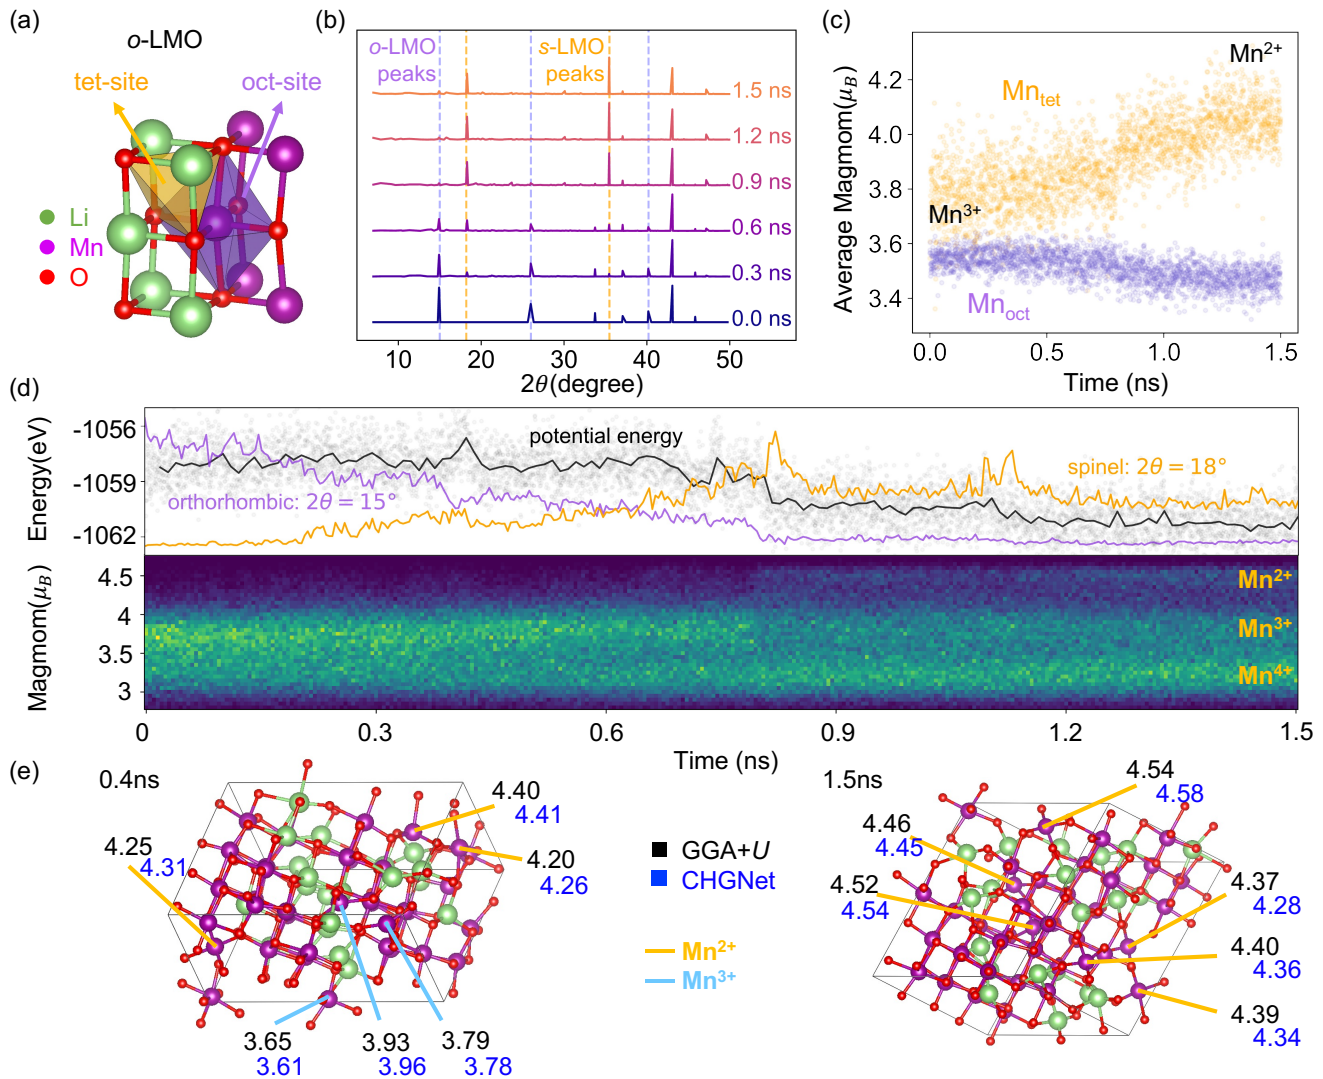 (a)
o-LMO
tet-site
oct-site
Li
Mn
O
(b)
o-LMO
peaks
s-LMO
peaks
1.5 ns
1.2 ns
0.9 ns
0.6 ns
0.3 ns
0.0 ns
10 20 30 40 50
2θ(degree)
(c)
Average Magmom(μB)
4.2
4.0
3.8
3.6
3.4
Mn²⁺
Mn_tet
Mn³⁺
Mn_oct
0.0 0.5 1.0 1.5
Time (ns)
(d)
Energy(eV)
-1056
-1059
-1062
potential energy
orthorhombic: 2θ = 15°
spinel: 2θ = 18°
Magmom(μB)
4.5
4
3.5
3
Mn²⁺
Mn³⁺
Mn⁴⁺
0 0.3 0.6 0.9 1.2 1.5
Time (ns)
(e)
0.4ns
4.40
4.41
4.25
4.31
4.20
4.26
3.65
3.61
3.93
3.96
3.79
3.78
GGA+U
CHGNet
Mn²⁺
Mn³⁺
1.5ns
4.54
4.58
4.46
4.45
4.52
4.54
4.37
4.28
4.40
4.36
4.39
4.34